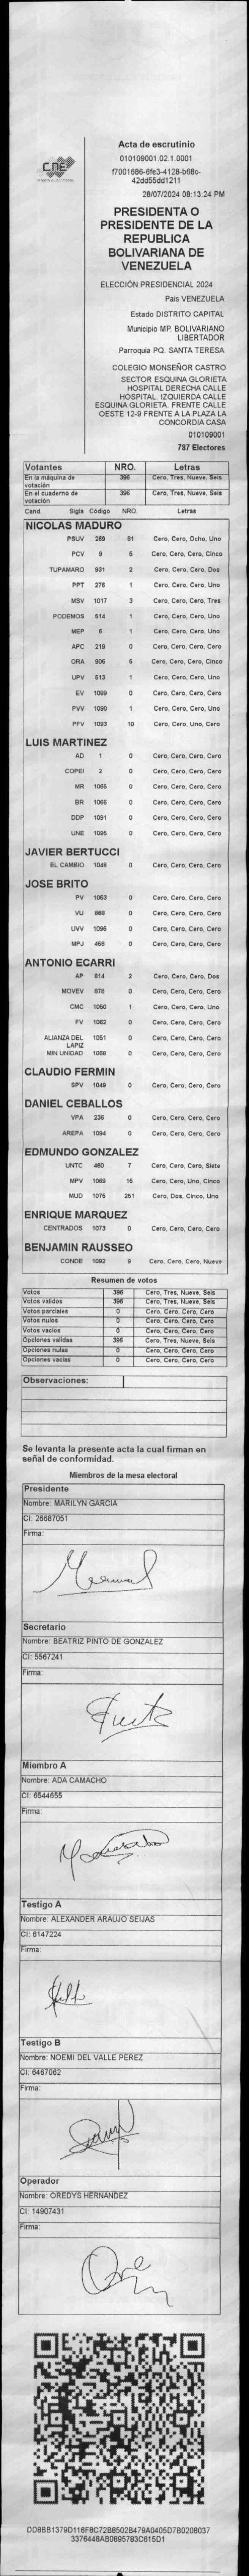 CNE
Acta de escrutinio
010109001.02.1.0001
f7001686-6fe3-4128-b68c-
42dd55dd1211
28/07/2024 08:13:24 PM
PRESIDENTA O
PRESIDENTE DE LA
REPUBLICA
BOLIVARIANA DE
VENEZUELA
ELECCIÓN PRESIDENCIAL 2024
Pais VENEZUELA
Estado DISTRITO CAPITAL
Municipio MP. BOLIVARIANO
LIBERTADOR
Parroquia PQ. SANTA TERESA
COLEGIO MONSEÑOR CASTRO
SECTOR ESQUINA GLORIETA
HOSPITAL DERECHA CALLE
HOSPITAL. IZQUIERDA CALLE
ESQUINA GLORIETA. FRENTE CALLE
OESTE 12-9 FRENTE A LA PLAZA LA
CONCORDIA CASA
010109001
787 Electores
Votantes NRO. Letras
En la máquina de votación 396 Cero, Tres, Nueve, Seis
En el cuaderno de votación 396 Cero, Tres, Nueve, Seis
Cand. Sigla Código NRO. Letras
NICOLAS MADURO
PSUV 269 81 Cero, Cero, Ocho, Uno
PCV 9 5 Cero, Cero, Cero, Cinco
TUPAMARO 931 2 Cero, Cero, Cero, Dos
PPT 276 1 Cero, Cero, Cero, Uno
MSV 1017 3 Cero, Cero, Cero, Tres
PODEMOS 514 1 Cero, Cero, Cero, Uno
MEP 6 1 Cero, Cero, Cero, Uno
APC 219 0 Cero, Cero, Cero, Cero
ORA 906 5 Cero, Cero, Cero, Cinco
UPV 513 1 Cero, Cero, Cero, Uno
EV 1089 0 Cero, Cero, Cero, Cero
PVV 1090 1 Cero, Cero, Cero, Uno
PFV 1093 10 Cero, Cero, Uno, Cero
LUIS MARTINEZ
AD 1 0 Cero, Cero, Cero, Cero
COPEI 2 0 Cero, Cero, Cero, Cero
MR 1065 0 Cero, Cero, Cero, Cero
BR 1066 0 Cero, Cero, Cero, Cero
DDP 1091 0 Cero, Cero, Cero, Cero
UNE 1095 0 Cero, Cero, Cero, Cero
JAVIER BERTUCCI
EL CAMBIO 1048 0 Cero, Cero, Cero, Cero
JOSE BRITO
PV 1053 0 Cero, Cero, Cero, Cero
VU 868 0 Cero, Cero, Cero, Cero
UVV 1096 0 Cero, Cero, Cero, Cero
MPJ 456 0 Cero, Cero, Cero, Cero
ANTONIO ECARRI
AP 814 2 Cero, Cero, Cero, Dos
MOVEV 878 0 Cero, Cero, Cero, Cero
CMC 1050 1 Cero, Cero, Cero, Uno
FV 1082 0 Cero, Cero, Cero, Cero
ALIANZA DEL LAPIZ 1051 0 Cero, Cero, Cero, Cero
MIN UNIDAD 1068 0 Cero, Cero, Cero, Cero
CLAUDIO FERMIN
SPV 1049 0 Cero, Cero, Cero, Cero
DANIEL CEBALLOS
VPA 236 0 Cero, Cero, Cero, Cero
AREPA 1094 0 Cero, Cero, Cero, Cero
EDMUNDO GONZALEZ
UNTC 460 7 Cero, Cero, Cero, Siete
MPV 1069 15 Cero, Cero, Uno, Cinco
MUD 1075 251 Cero, Dos, Cinco, Uno
ENRIQUE MARQUEZ
CENTRADOS 1073 0 Cero, Cero, Cero, Cero
BENJAMIN RAUSSEO
CONDE 1092 9 Cero, Cero, Cero, Nueve
Resumen de votos
Votos 396 Cero, Tres, Nueve, Seis
Votos validos 396 Cero, Tres, Nueve, Seis
Votos parciales 0 Cero, Cero, Cero, Cero
Votos nulos 0 Cero, Cero, Cero, Cero
Votos vacios 0 Cero, Cero, Cero, Cero
Opciones validas 396 Cero, Tres, Nueve, Seis
Opciones nulas 0 Cero, Cero, Cero, Cero
Opciones vacias 0 Cero, Cero, Cero, Cero
Observaciones:
Se levanta la presente acta la cual firman en
señal de conformidad.
Miembros de la mesa electoral
Presidente
Nombre: MARILYN GARCIA
CI: 26687051
Firma:
Secretario
Nombre: BEATRIZ PINTO DE GONZALEZ
CI: 5567241
Firma:
Miembro A
Nombre: ADA CAMACHO
CI: 6544655
Firma:
Testigo A
Nombre: ALEXANDER ARAUJO SEIJAS
CI: 6147224
Firma:
Testigo B
Nombre: NOEMI DEL VALLE PEREZ
CI: 6467062
Firma:
Operador
Nombre: OREDYS HERNANDEZ
CI: 14907431
Firma:
DD8BB1379D116F8C72B8502B479A0405D7B0208037
3376448AB0895783C615D1